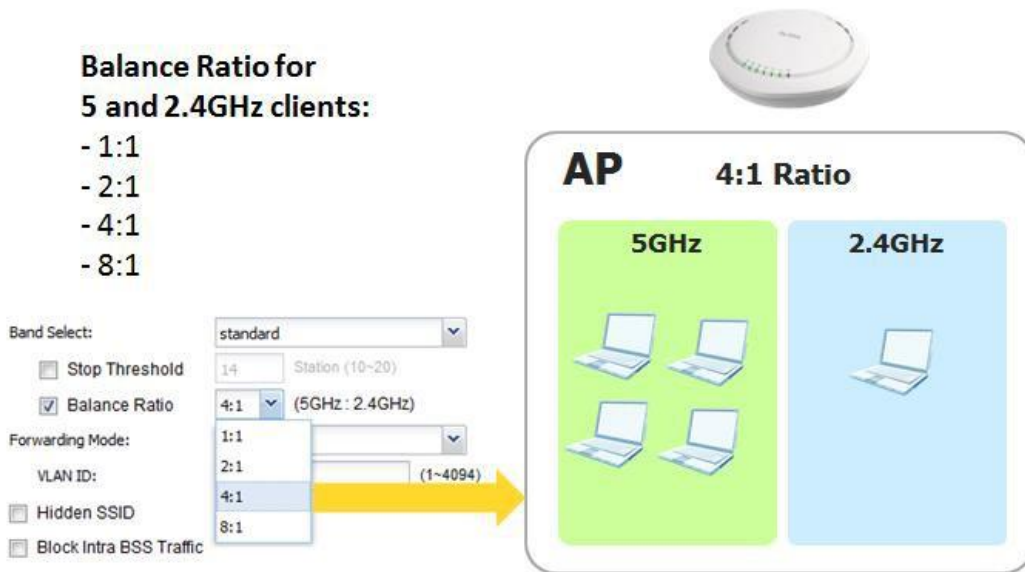 Balance Ratio for
5 and 2.4GHz clients:
- 1:1
- 2:1
- 4:1
- 8:1
AP 4:1 Ratio
5GHz 2.4GHz
Band Select: standard
Stop Threshold 14 Station (10~20)
Balance Ratio 4:1 (5GHz : 2.4GHz)
Forwarding Mode:
VLAN ID: (1~4094)
Hidden SSID
Block Intra BSS Traffic
1:1
2:1
4:1
8:1